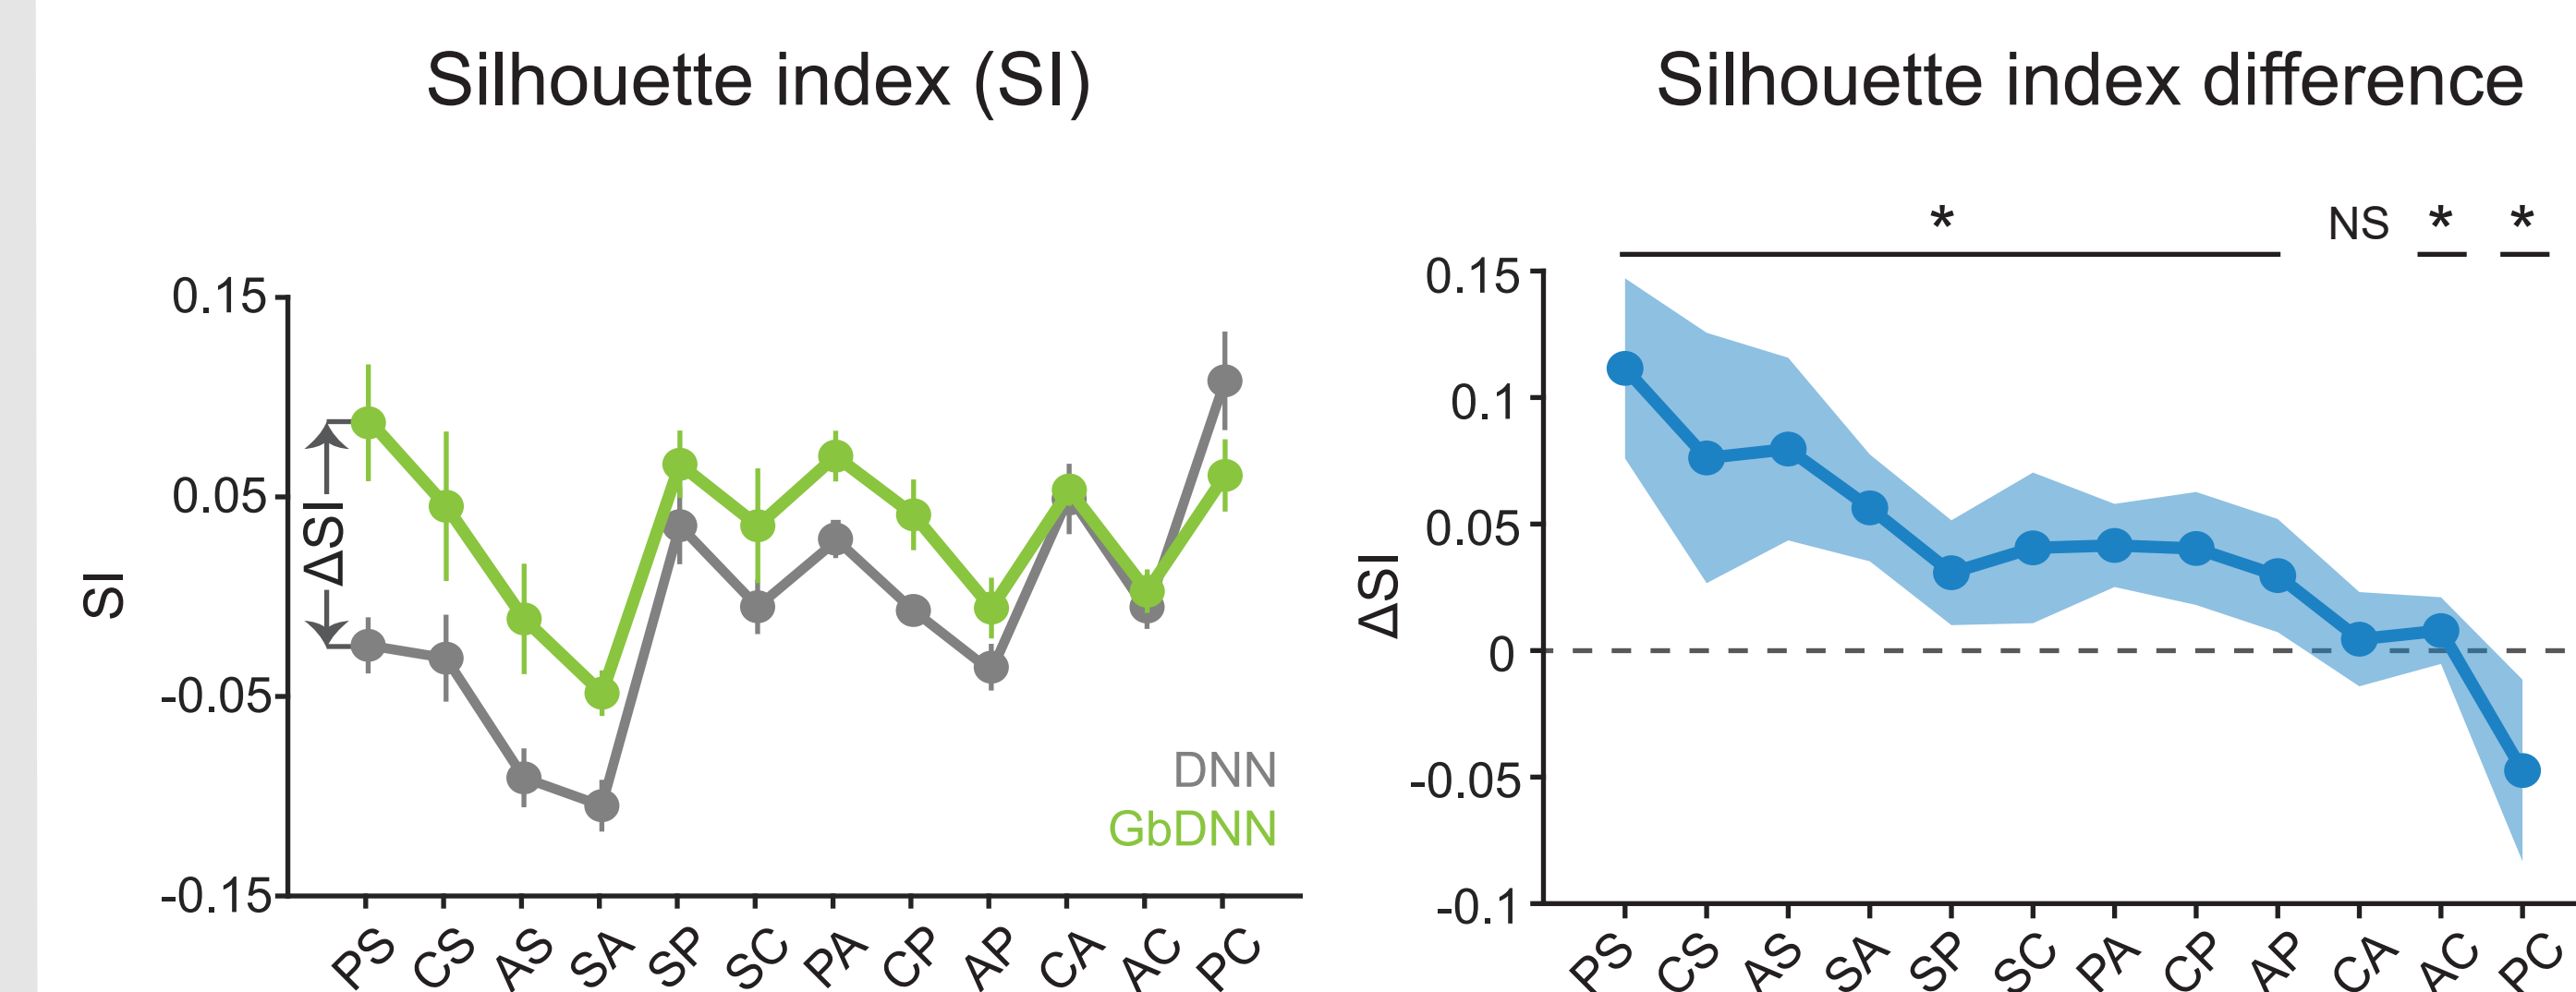 Silhouette index (SI)
0.15
0.05
-0.05
-0.15
SI
ΔSI
DNN
GbDNN
PS CS AS SA SP SC PA CP AP CA AC PC
Silhouette index difference
* NS * *
0.15
0.1
0.05
0
-0.05
-0.1
ΔSI
PS CS AS SA SP SC PA CP AP CA AC PC